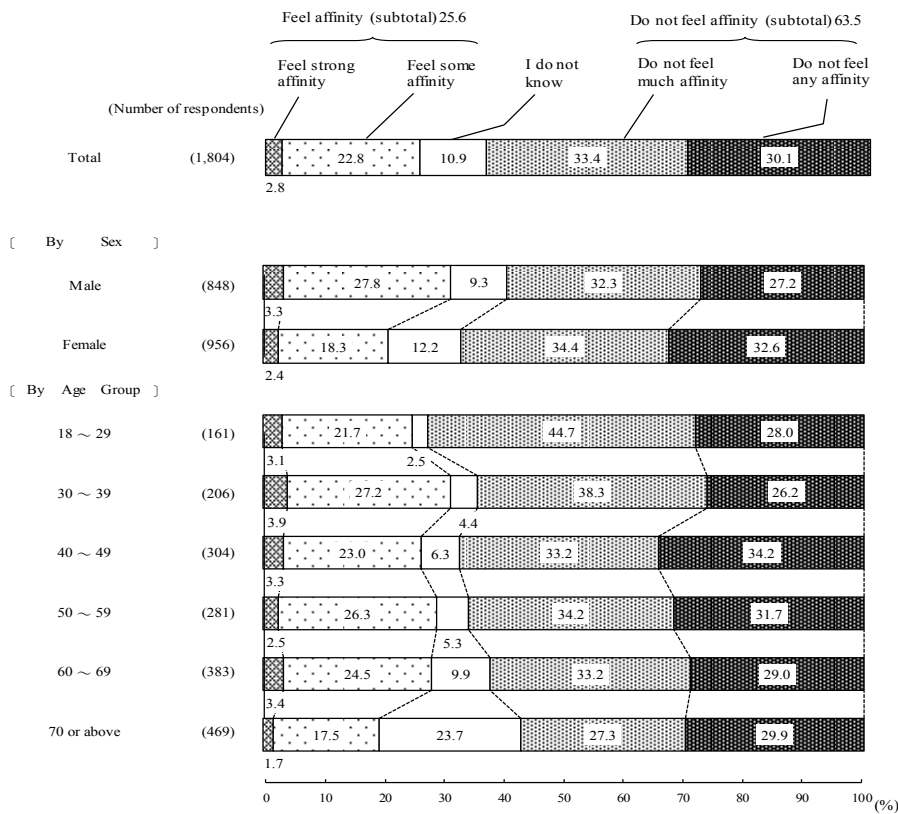 Feel affinity (subtotal) 25.6 Do not feel affinity (subtotal) 63.5
Feel strong affinity
Feel some affinity
I do not know
Do not feel much affinity
Do not feel any affinity
(Number of respondents)
Total (1,804) 22.8 10.9 33.4 30.1
2.8
〔 By Sex 〕
Male (848) 27.8 9.3 32.3 27.2
3.3
Female (956) 18.3 12.2 34.4 32.6
2.4
〔 By Age Group 〕
18 ~ 29 (161) 21.7 44.7 28.0
3.1 2.5
30 ~ 39 (206) 27.2 38.3 26.2
3.9 4.4
40 ~ 49 (304) 23.0 6.3 33.2 34.2
3.3
50 ~ 59 (281) 26.3 34.2 31.7
2.5 5.3
60 ~ 69 (383) 24.5 9.9 33.2 29.0
3.4
70 or above (469) 17.5 23.7 27.3 29.9
1.7
0 10 20 30 40 50 60 70 80 90 100
(%)